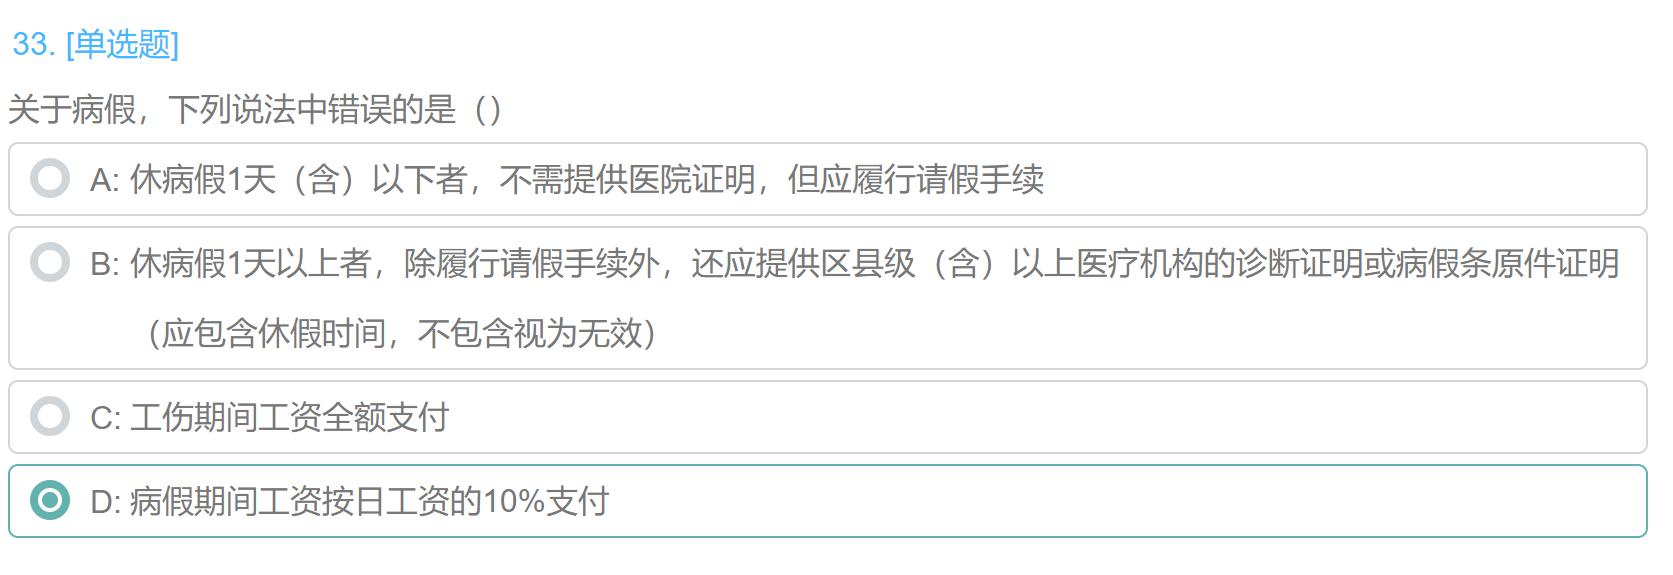 33. [单选题]
关于病假，下列说法中错误的是（）
A: 休病假1天（含）以下者，不需提供医院证明，但应履行请假手续
B: 休病假1天以上者，除履行请假手续外，还应提供区县级（含）以上医疗机构的诊断证明或病假条原件证明
（应包含休假时间，不包含视为无效）
C: 工伤期间工资全额支付
D: 病假期间工资按日工资的10%支付